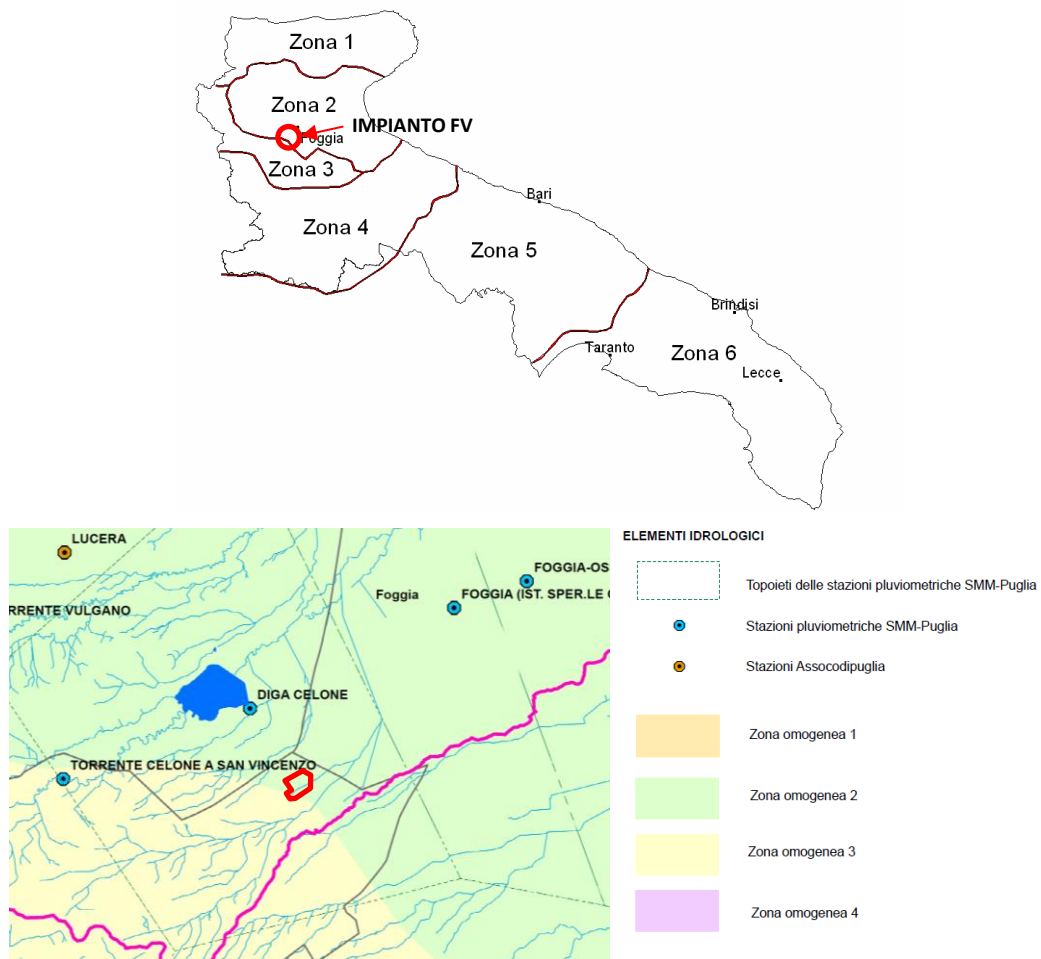 Zona 1
Zona 2
IMPIANTO FV
Foggia
Zona 3
Zona 4
Bari
Zona 5
Brindisi
Taranto
Zona 6
Lecce
LUCERA
RRENTE VULGANO
Foggia
FOGGIA-OS
FOGGIA (IST. SPER.LE C
DIGA CELONE
TORRENTE CELONE A SAN VINCENZO
ELEMENTI IDROLOGICI
Topoieti delle stazioni pluviometriche SMM-Puglia
Stazioni pluviometriche SMM-Puglia
Stazioni Assocodipuglia
Zona omogenea 1
Zona omogenea 2
Zona omogenea 3
Zona omogenea 4